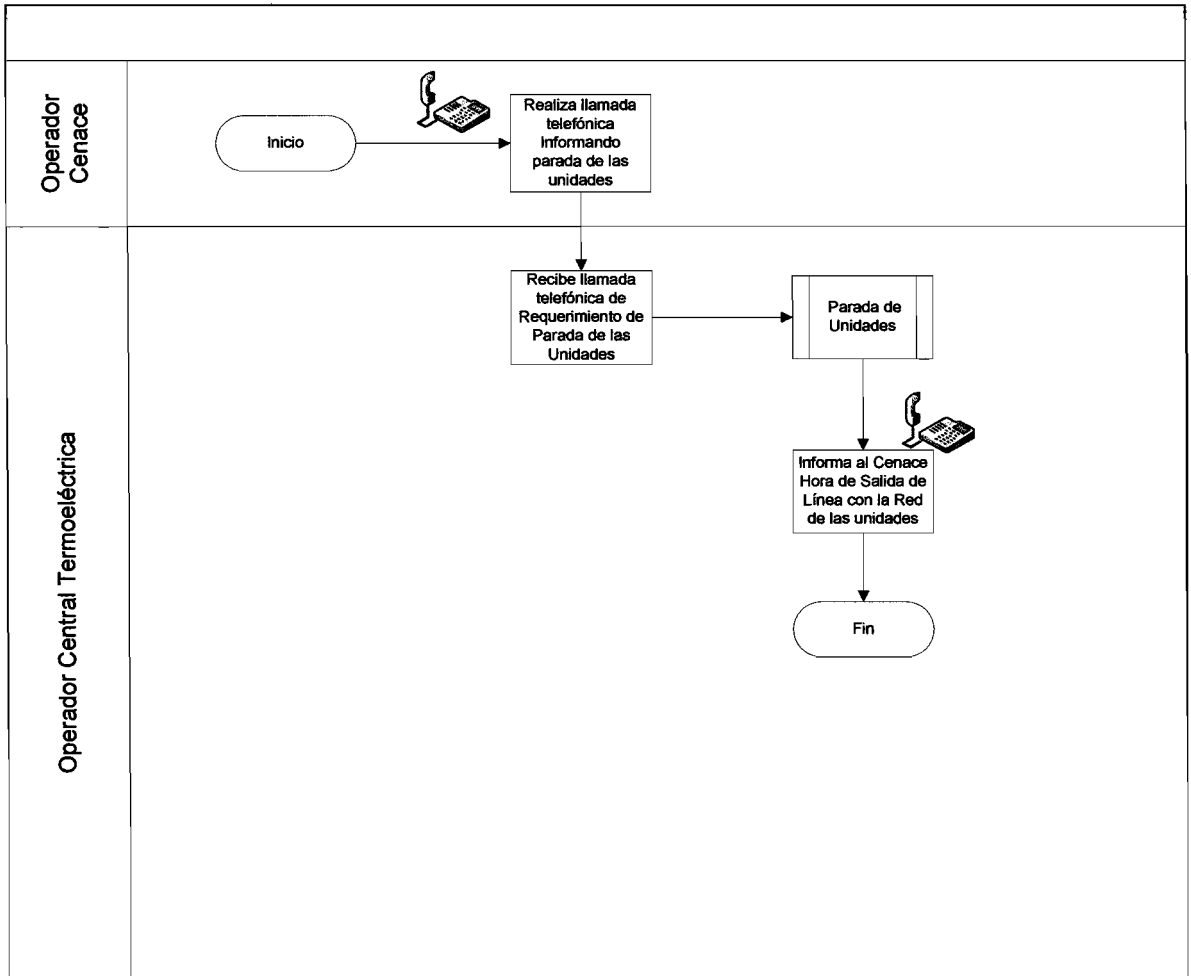 Operador
Cenace
Inicio
Realiza llamada
telefónica
Informando
parada de las
unidades
Operador Central Termoeléctrica
Recibe llamada
telefónica de
Requerimiento de
Parada de las
Unidades
Parada de
Unidades
Informa al Cenace
Hora de Salida de
Línea con la Red
de las unidades
Fin